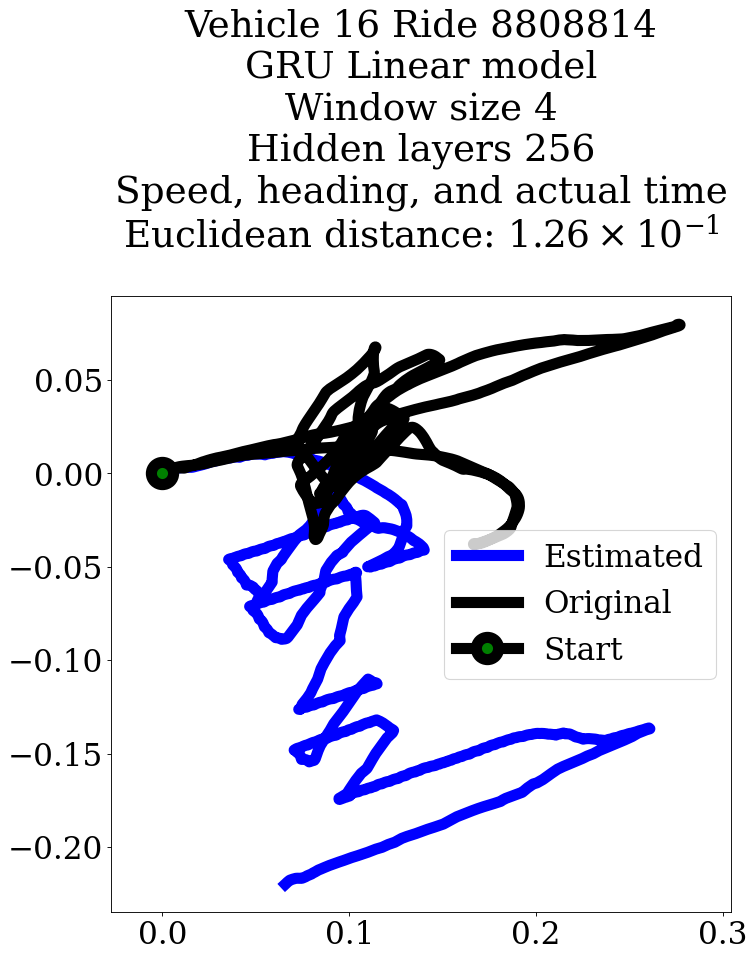 Vehicle 16 Ride 8808814
GRU Linear model
Window size 4
Hidden layers 256
Speed, heading, and actual time
Euclidean distance: 1.26 × 10⁻¹
0.05
0.00
−0.05
−0.10
−0.15
−0.20
Estimated
Original
Start
0.0 0.1 0.2 0.3